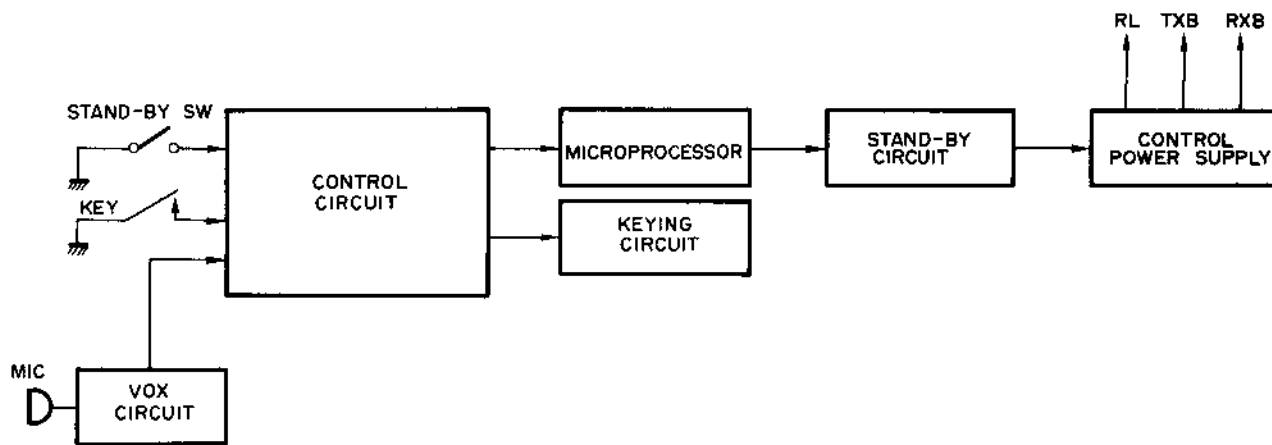 RL TXB RXB
STAND-BY SW
KEY
CONTROL
CIRCUIT
MICROPROCESSOR
KEYING
CIRCUIT
STAND-BY
CIRCUIT
CONTROL
POWER SUPPLY
MIC
VOX
CIRCUIT